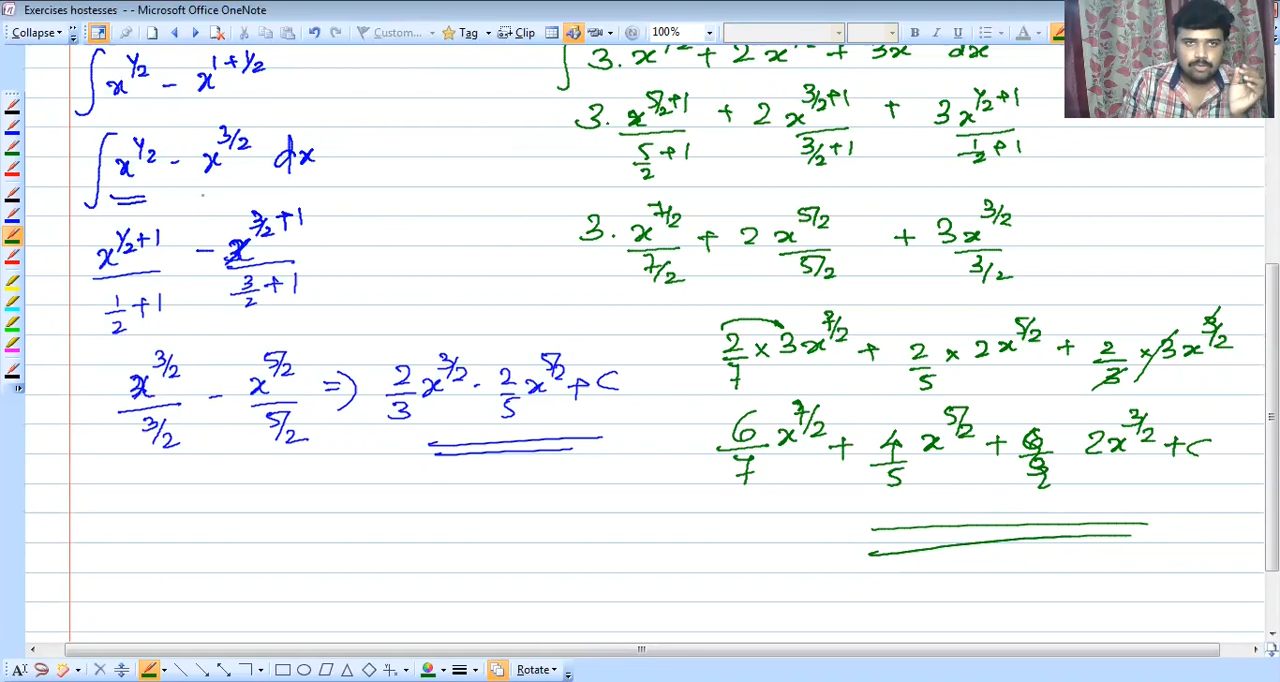 Exercises hostesses - - Microsoft Office OneNote
Collapse Custom... Tag Clip 100% B I U A
∫ x^{1/2} - x^{1+1/2}
∫ x^{1/2} - x^{3/2} dx
x^{1/2+1}/(1/2+1) - x^{3/2+1}/(3/2+1)
x^{3/2}/(3/2) - x^{5/2}/(5/2) => 2/3 x^{3/2} - 2/5 x^{5/2} + C
3. x^{5/2+1}/(5/2+1) + 2 x^{3/2+1}/(3/2+1) + 3x^{1/2+1}/(1/2+1)
3. x^{7/2}/(7/2) + 2 x^{5/2}/(5/2) + 3x^{3/2}/(3/2)
2/7 × 3x^{7/2} + 2/5 × 2x^{5/2} + 2/3 × 3x^{3/2}
6/7 x^{7/2} + 4/5 x^{5/2} + 2x^{3/2} + C
Rotate